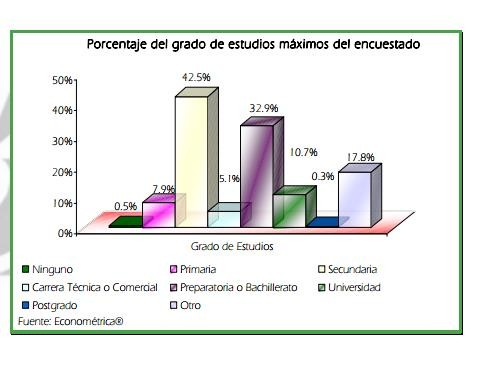 Porcentaje del grado de estudios máximos del encuestado
50%
40%
30%
20%
10%
0%
0.5%
7.9%
42.5%
5.1%
32.9%
10.7%
0.3%
17.8%
Grado de Estudios
Ninguno Primaria Secundaria
Carrera Técnica o Comercial Preparatoria o Bachillerato Universidad
Postgrado Otro
Fuente: Econométrica®